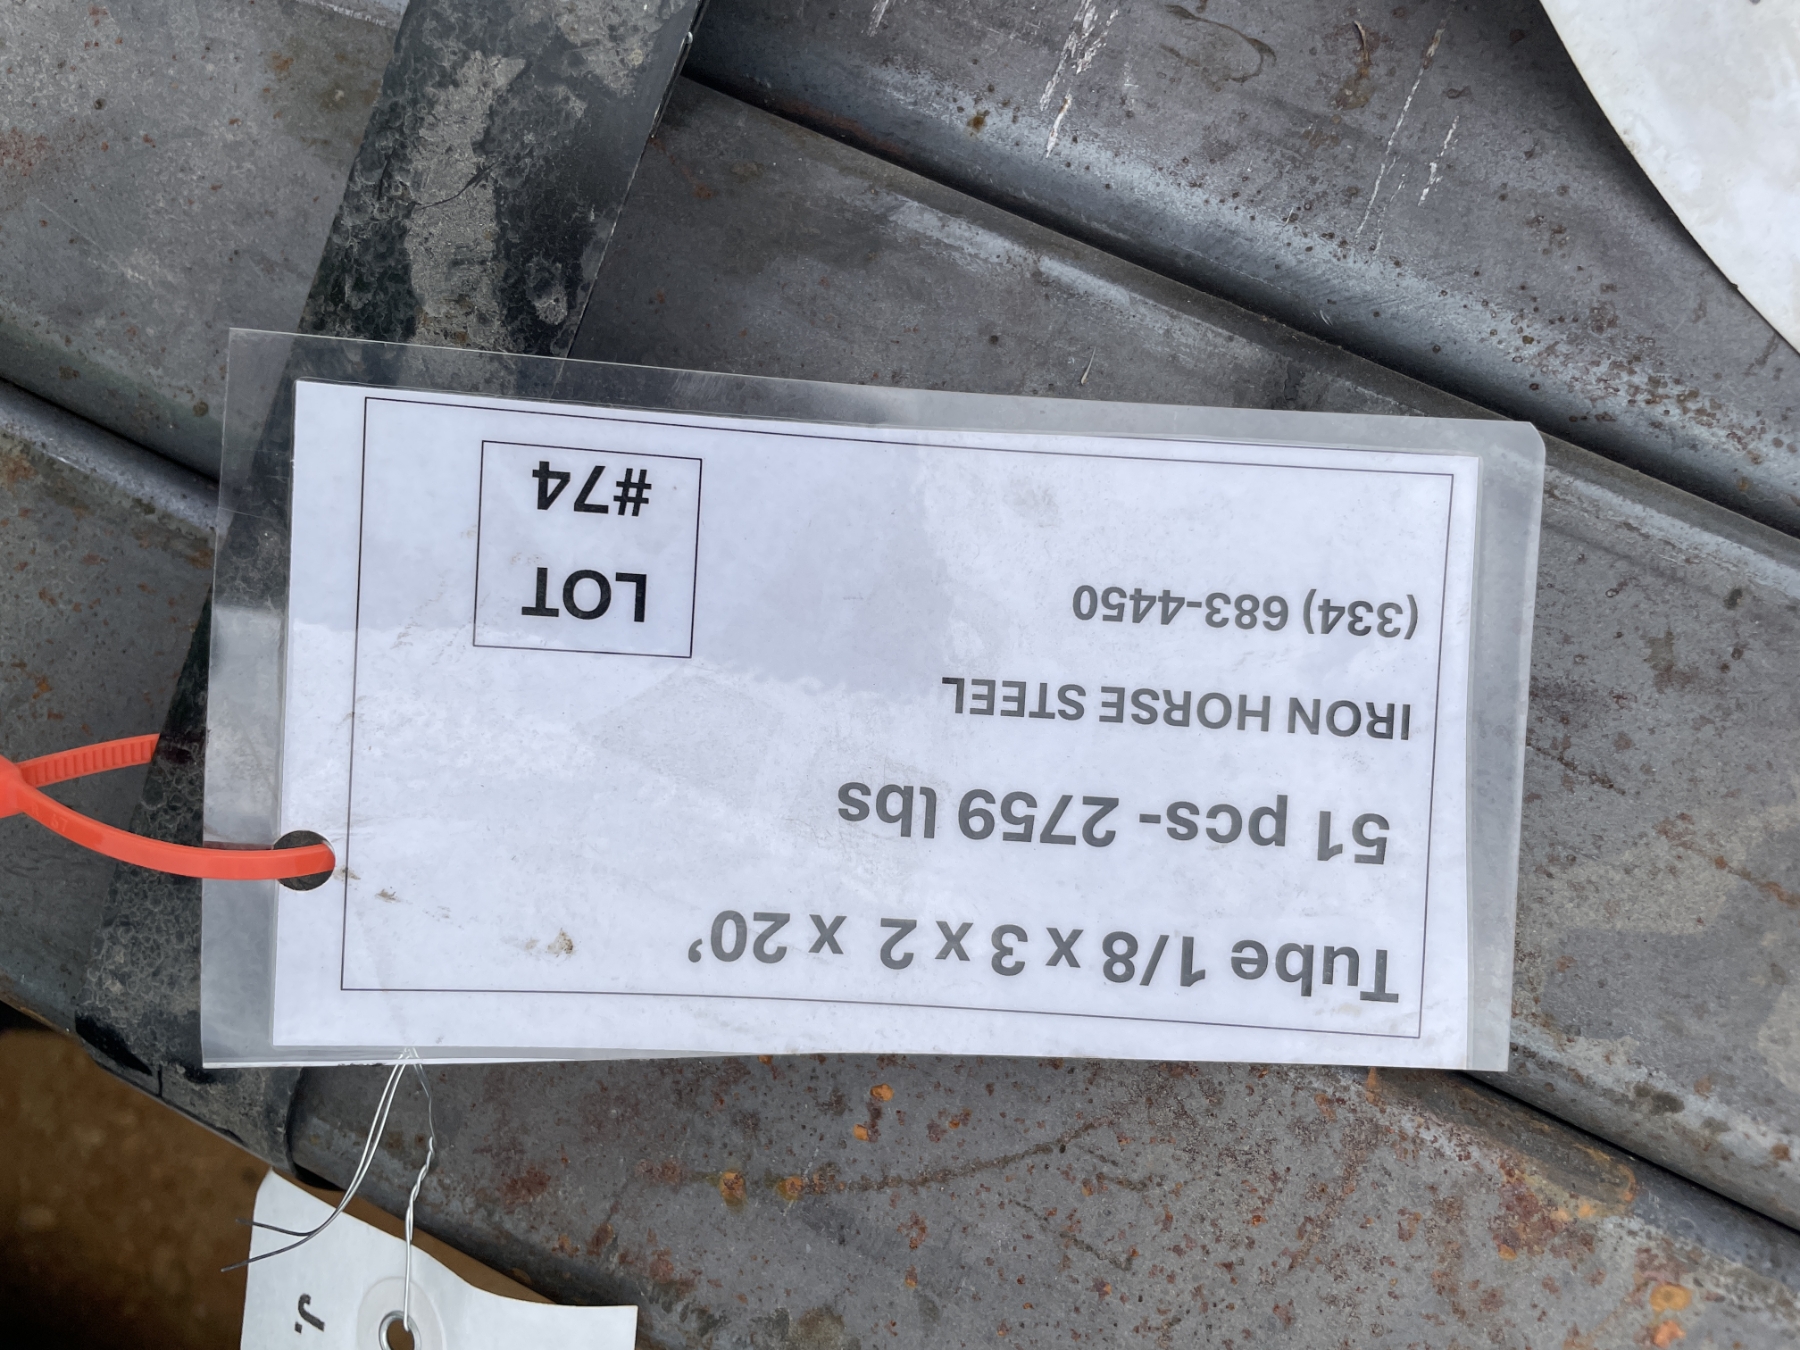 Tube 1/8 x 3 x 2 x 20’
51 pcs- 2759 lbs
IRON HORSE STEEL
(334) 683-4450
LOT
#74